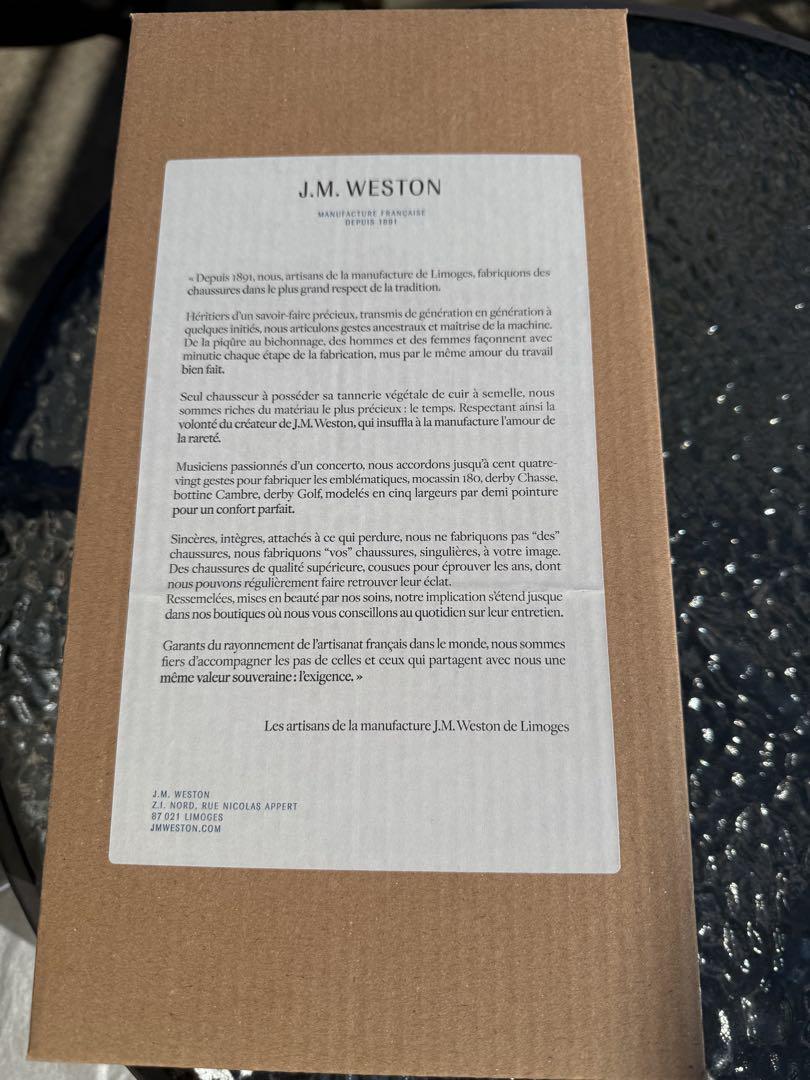 J.M. WESTON
MANUFACTURE FRANÇAISE
DEPUIS 1891
« Depuis 1891, nous, artisans de la manufacture de Limoges, fabriquons des
chaussures dans le plus grand respect de la tradition.
Héritiers d'un savoir-faire précieux, transmis de génération en génération à
quelques initiés, nous articulons gestes ancestraux et maîtrise de la machine.
De la piqûre au bichonnage, des hommes et des femmes façonnent avec
minutie chaque étape de la fabrication, mus par le même amour du travail
bien fait.
Seul chausseur à posséder sa tannerie végétale de cuir à semelle, nous
sommes riches du matériau le plus précieux : le temps. Respectant ainsi la
volonté du créateur de J.M. Weston, qui insuffla à la manufacture l'amour de
la rareté.
Musiciens passionnés d'un concerto, nous accordons jusqu'à cent quatre-
vingt gestes pour fabriquer les emblématiques, mocassin 180, derby Chasse,
bottine Cambre, derby Golf, modelés en cinq largeurs par demi pointure
pour un confort parfait.
Sincères, intègres, attachés à ce qui perdure, nous ne fabriquons pas “des”
chaussures, nous fabriquons “vos” chaussures, singulières, à votre image.
Des chaussures de qualité supérieure, cousues pour éprouver les ans, dont
nous pouvons régulièrement faire retrouver leur éclat.
Ressemelées, mises en beauté par nos soins, notre implication s'étend jusque
dans nos boutiques où nous vous conseillons au quotidien sur leur entretien.
Garants du rayonnement de l'artisanat français dans le monde, nous sommes
fiers d'accompagner les pas de celles et ceux qui partagent avec nous une
même valeur souveraine : l'exigence. »
Les artisans de la manufacture J.M. Weston de Limoges
J.M. WESTON
Z.I. NORD, RUE NICOLAS APPERT
87 021 LIMOGES
JMWESTON.COM